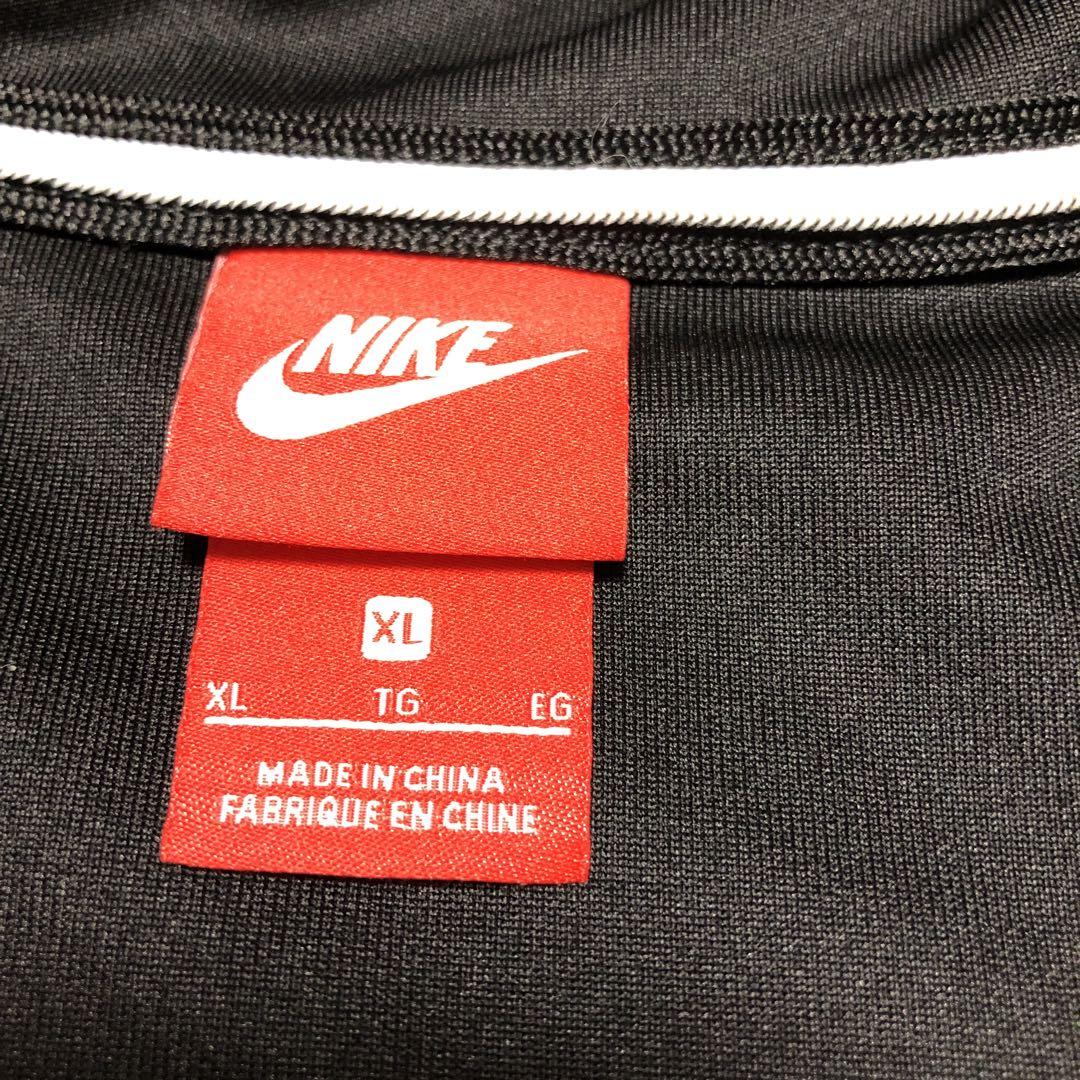 NIKE
XL
XL TG EG
MADE IN CHINA
FABRIQUE EN CHINE